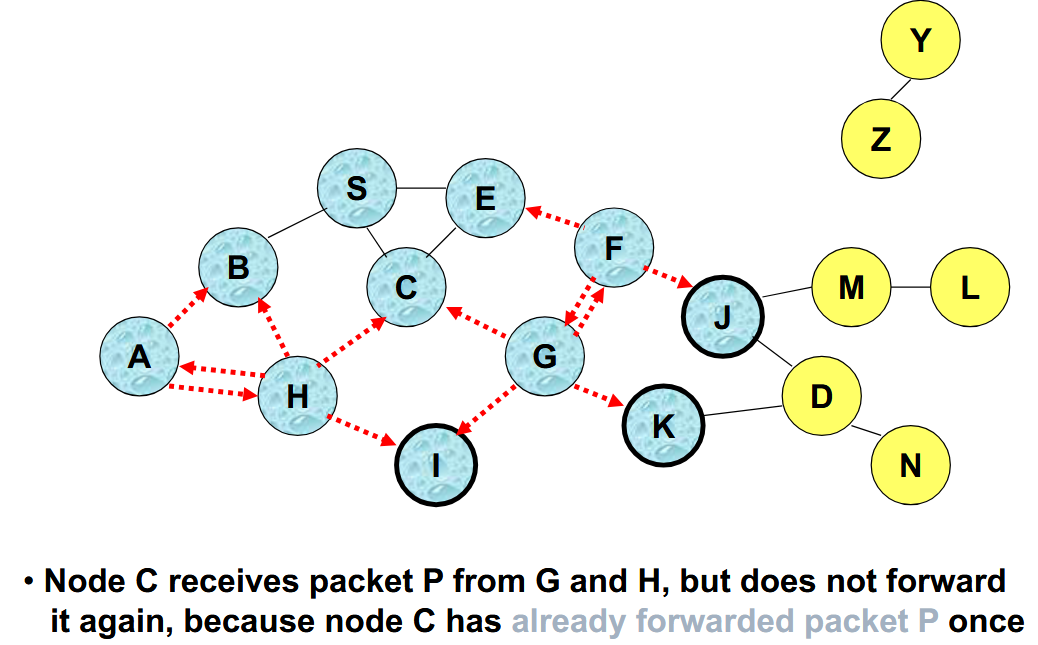 Y
Z
S
E
B
F
C
M
L
J
A
G
H
D
K
I
N
• Node C receives packet P from G and H, but does not forward
it again, because node C has already forwarded packet P once